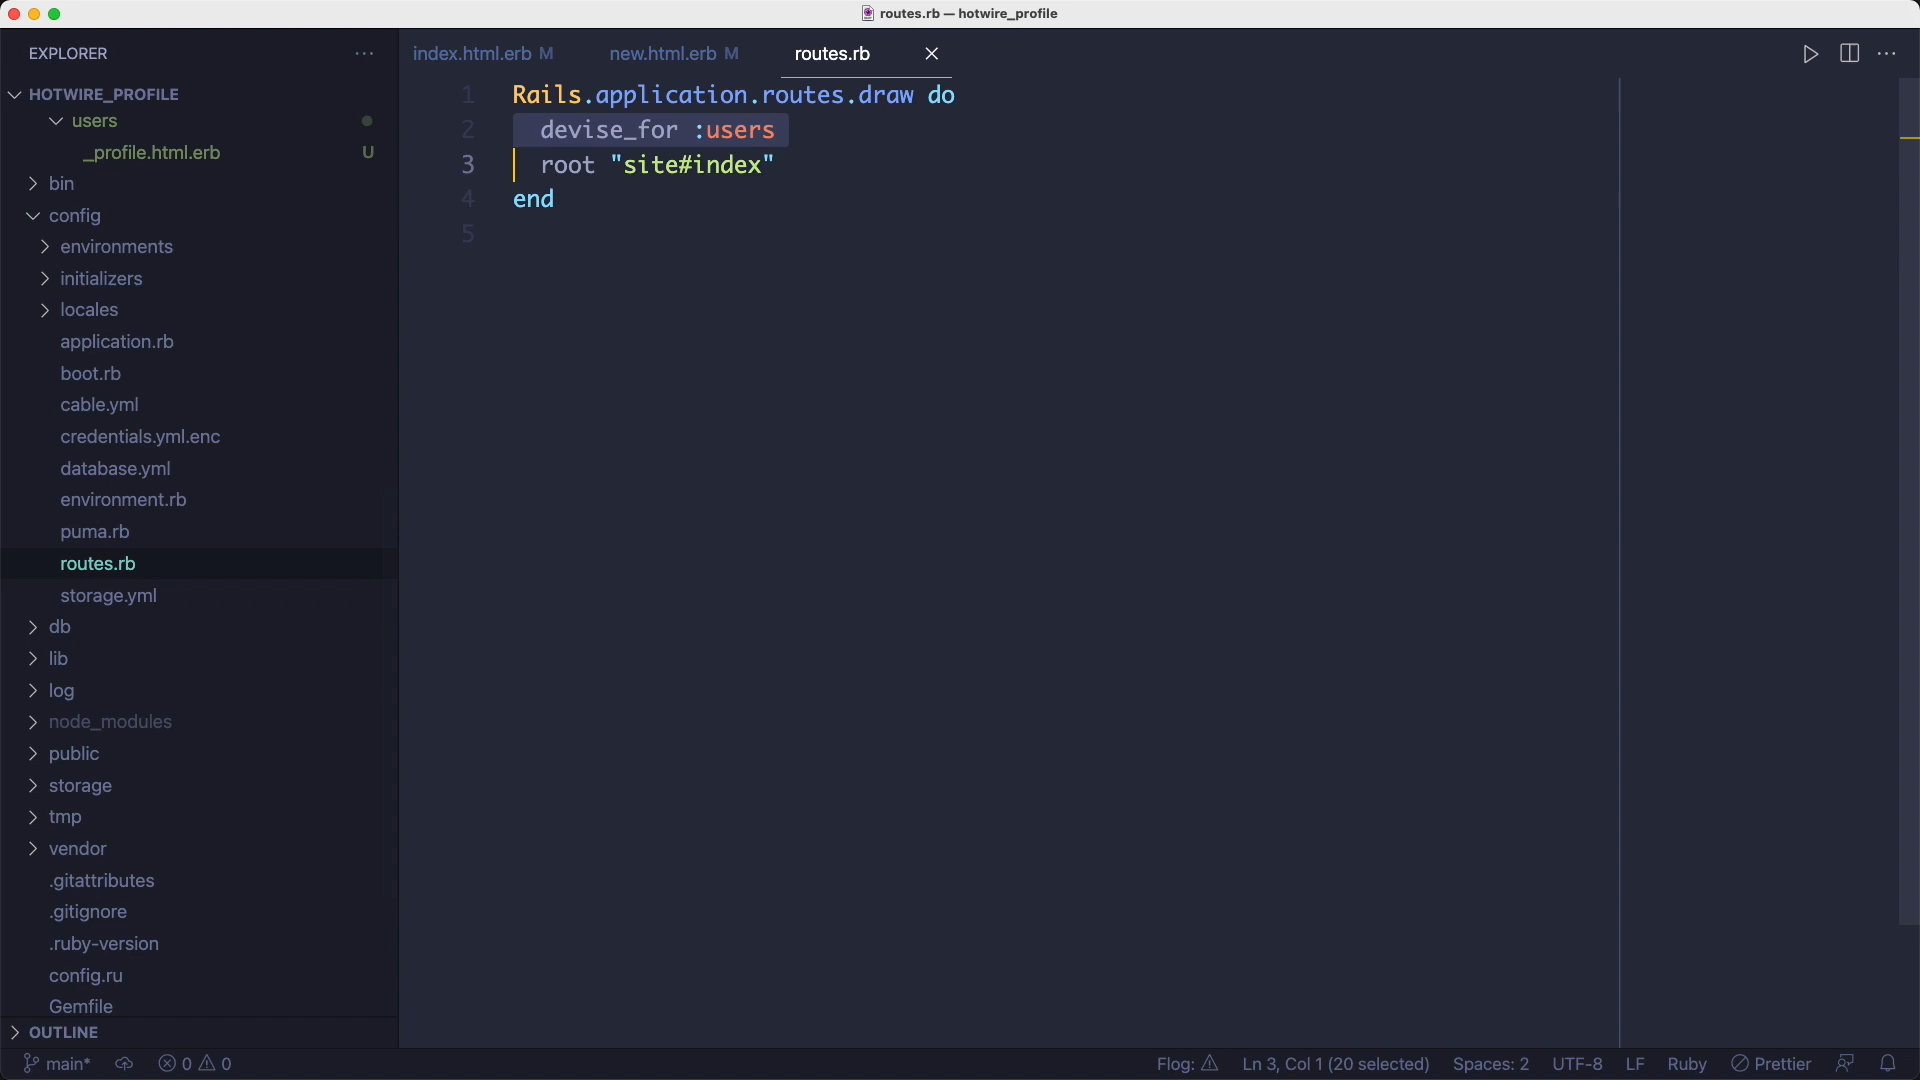 routes.rb — hotwire_profile
EXPLORER
HOTWIRE_PROFILE
users
_profile.html.erb U
bin
config
environments
initializers
locales
application.rb
boot.rb
cable.yml
credentials.yml.enc
database.yml
environment.rb
puma.rb
routes.rb
storage.yml
db
lib
log
node_modules
public
storage
tmp
vendor
.gitattributes
.gitignore
.ruby-version
config.ru
Gemfile
OUTLINE
index.html.erb M new.html.erb M routes.rb
1 Rails.application.routes.draw do
2 devise_for :users
3 root "site#index"
4 end
5
main* 0 0 Flog: Ln 3, Col 1 (20 selected) Spaces: 2 UTF-8 LF Ruby Prettier